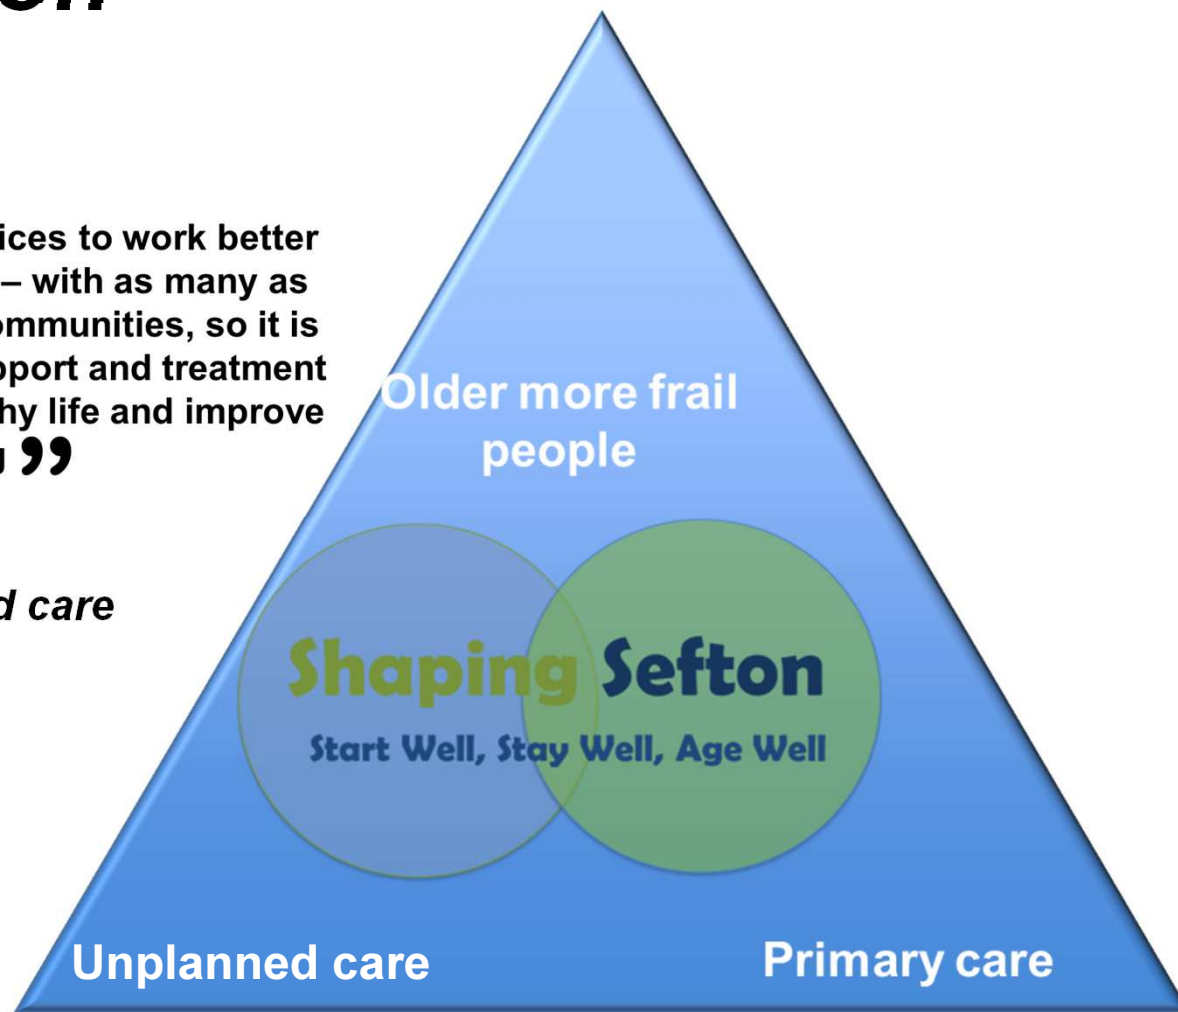 ices to work better
– with as many as
ommunities, so it is
pport and treatment
hy life and improve
”
d care
Older more frail
people
Shaping Sefton
Start Well, Stay Well, Age Well
Unplanned care
Primary care